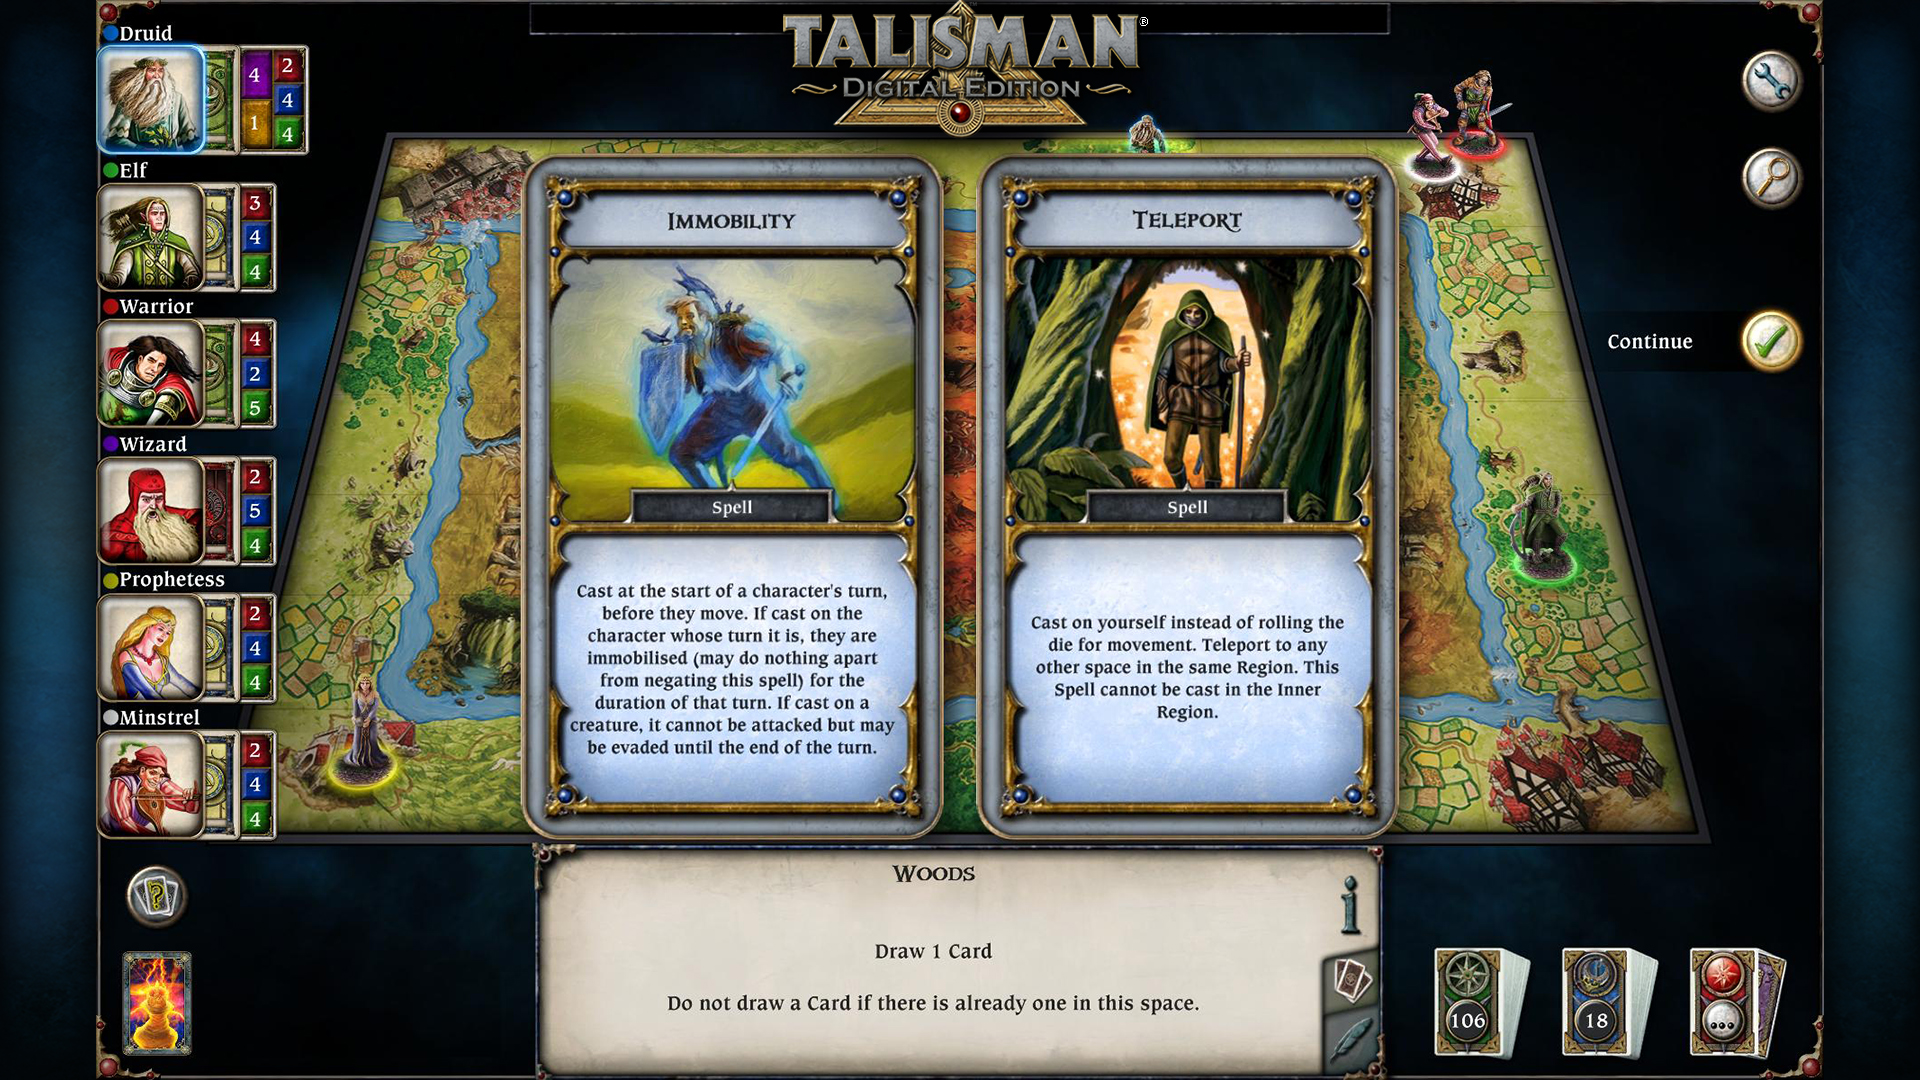 TALISMAN®
DIGITAL EDITION
Druid
4 2
4
1 4
Elf
3
4
4
Warrior
4
2
5
Wizard
2
5
4
Prophetess
2
4
4
Minstrel
2
4
4
IMMOBILITY
Spell
Cast at the start of a character's turn,
before they move. If cast on the
character whose turn it is, they are
immobilised (may do nothing apart
from negating this spell) for the
duration of that turn. If cast on a
creature, it cannot be attacked but may
be evaded until the end of the turn.
TELEPORT
Spell
Cast on yourself instead of rolling the
die for movement. Teleport to any
other space in the same Region. This
Spell cannot be cast in the Inner
Region.
Continue
WOODS
Draw 1 Card
Do not draw a Card if there is already one in this space.
106
18
...